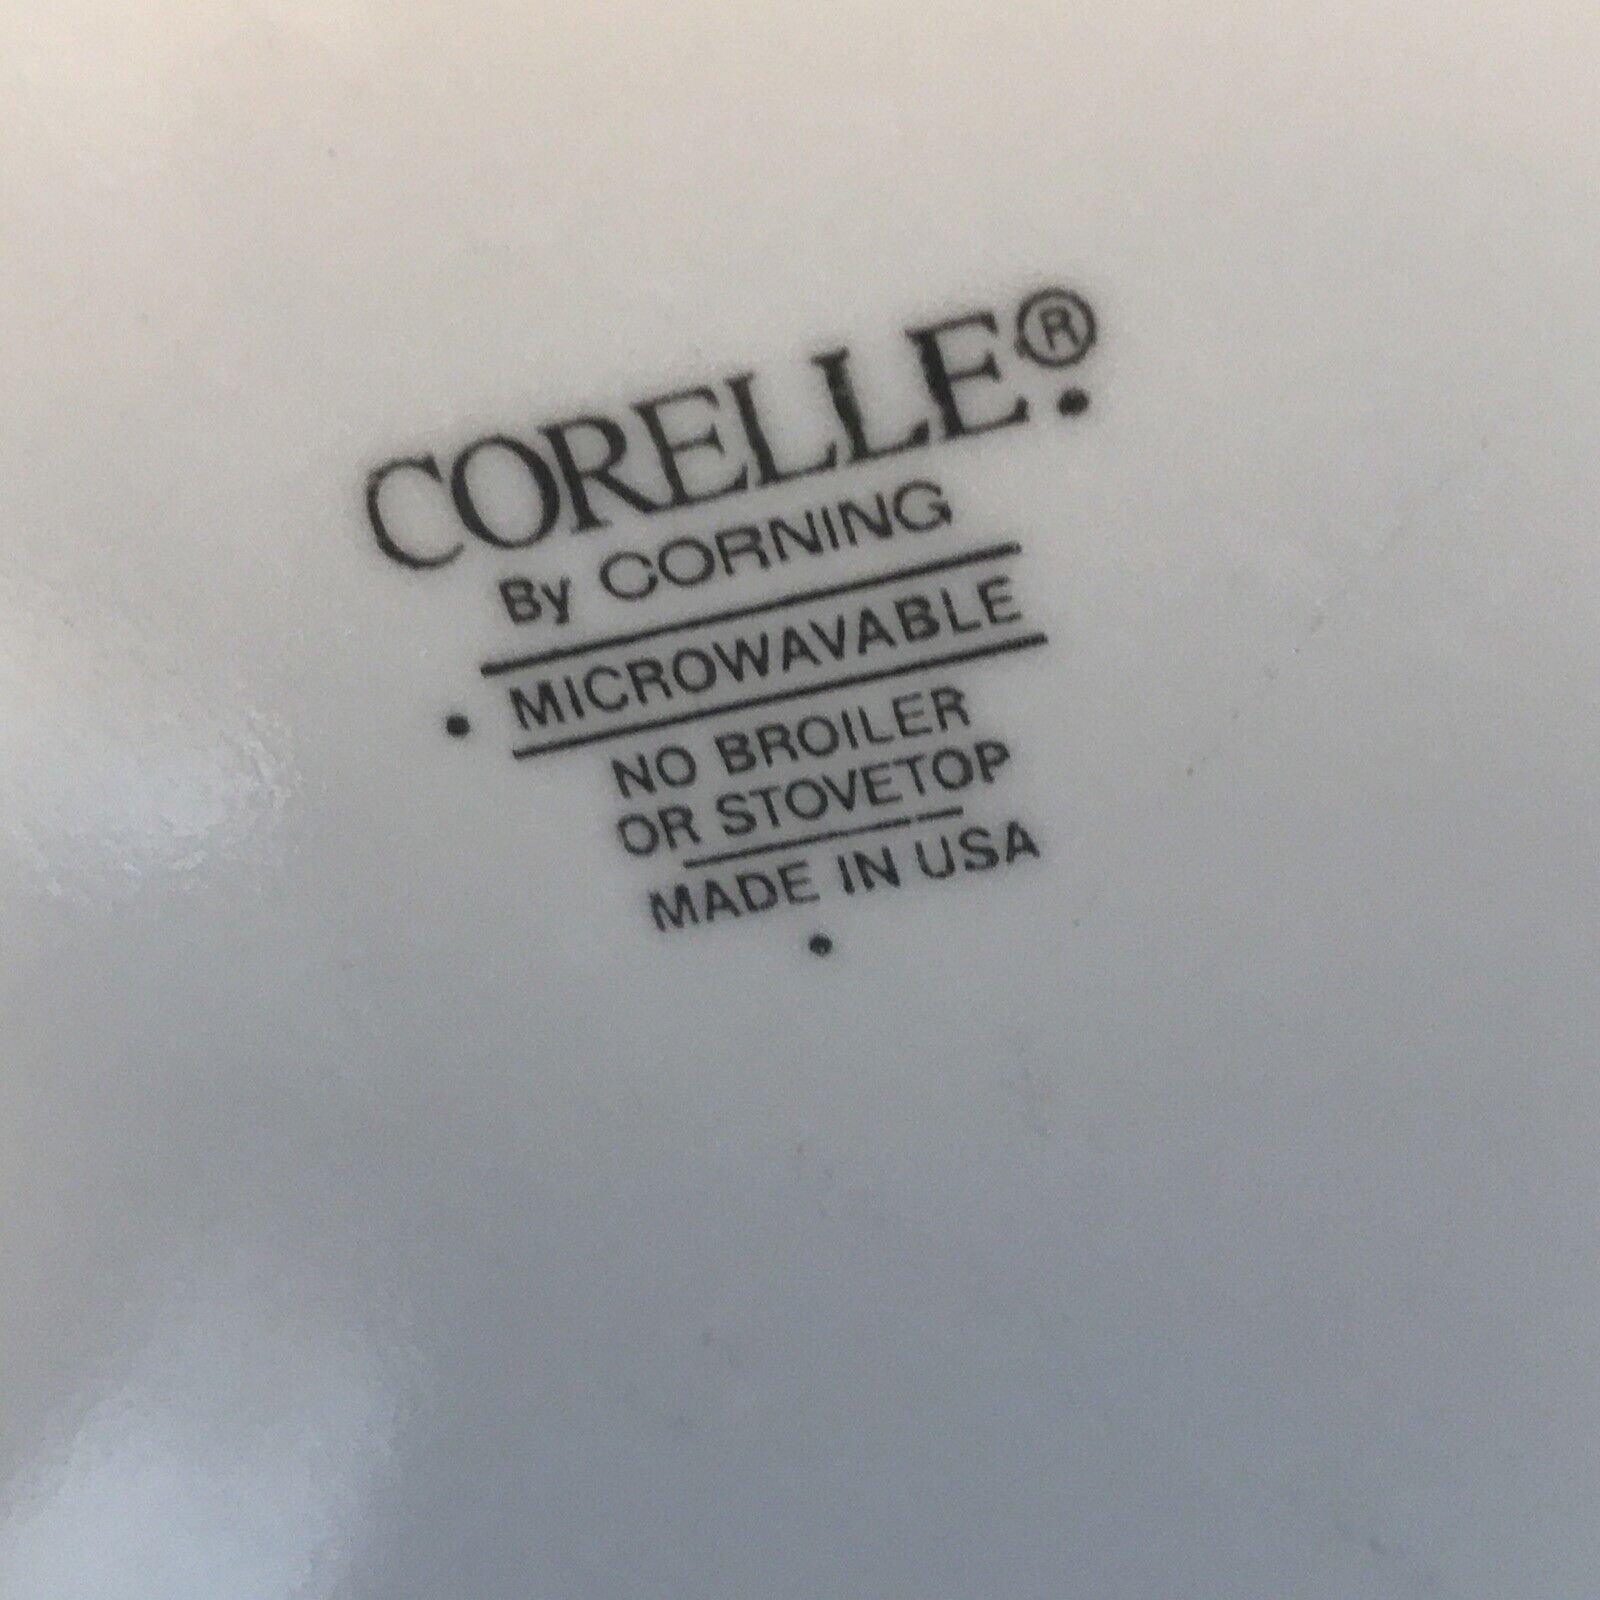 CORELLE.®
By CORNING
MICROWAVABLE
NO BROILER
OR STOVETOP
MADE IN USA